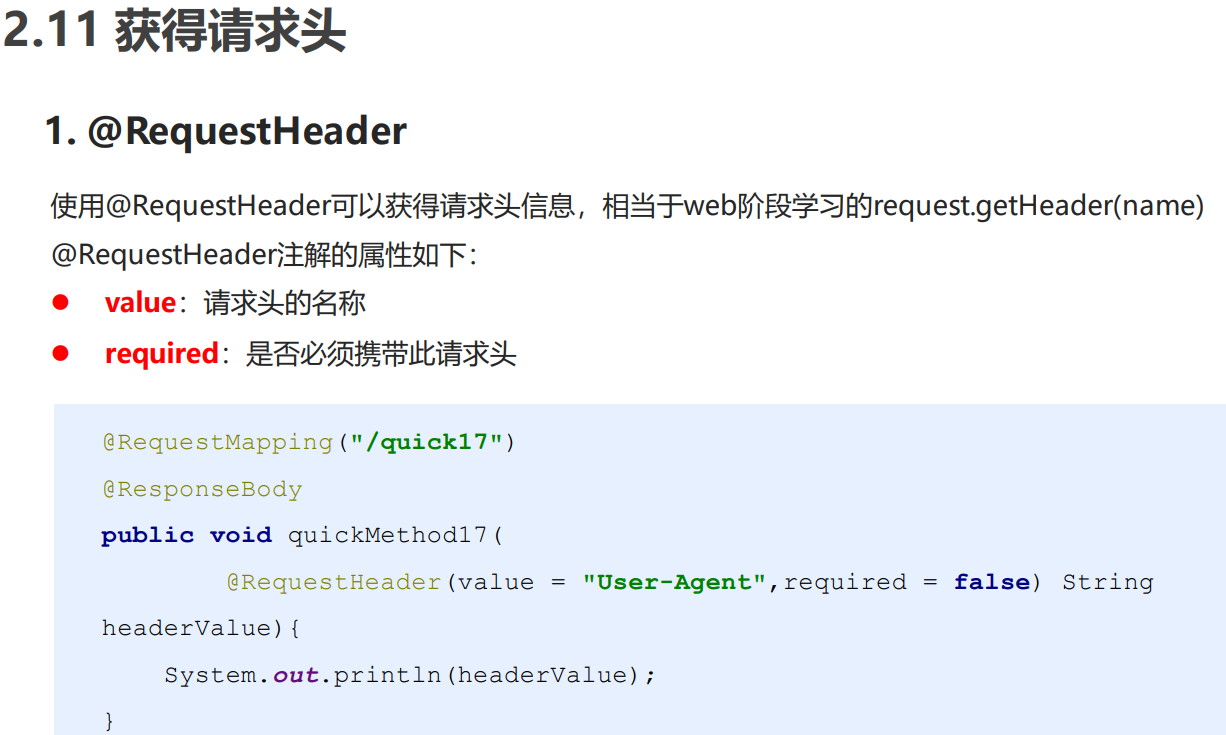 2.11 获得请求头
1. @RequestHeader
使用@RequestHeader可以获得请求头信息，相当于web阶段学习的request.getHeader(name)
@RequestHeader注解的属性如下：
● value：请求头的名称
● required：是否必须携带此请求头
@RequestMapping("/quick17")
@ResponseBody
public void quickMethod17(
@RequestHeader(value = "User-Agent",required = false) String
headerValue){
System.out.println(headerValue);
}